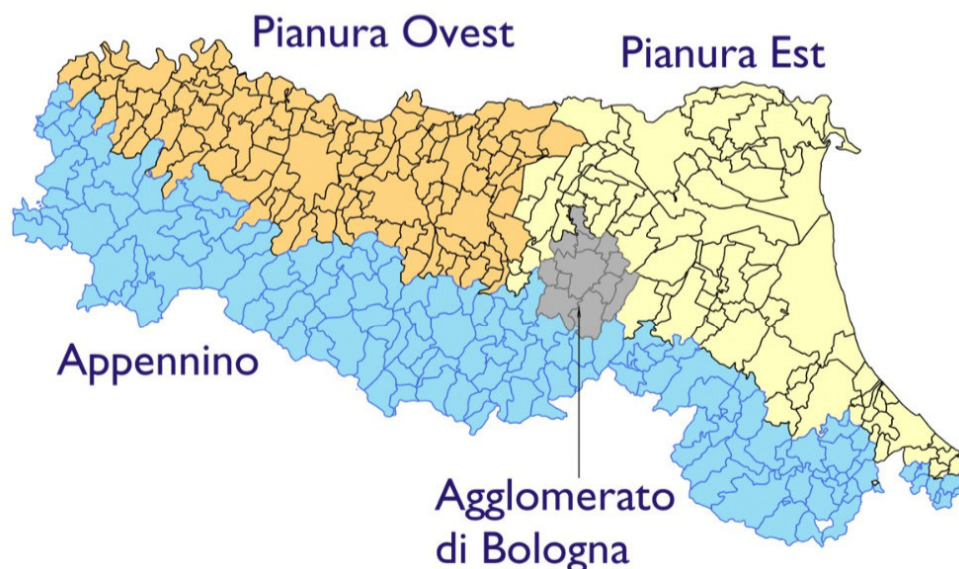 Pianura Ovest
Pianura Est
Appennino
Agglomerato
di Bologna